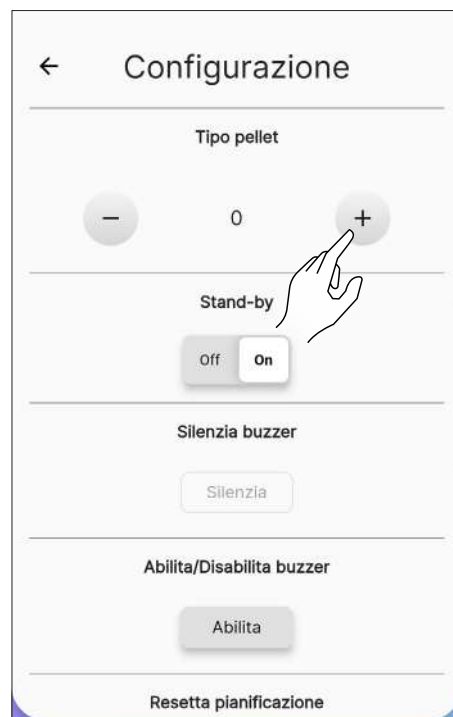 ← Configurazione
Tipo pellet
− 0 +
Stand-by
Off On
Silenzia buzzer
Silenzia
Abilita/Disabilita buzzer
Abilita
Resetta pianificazione